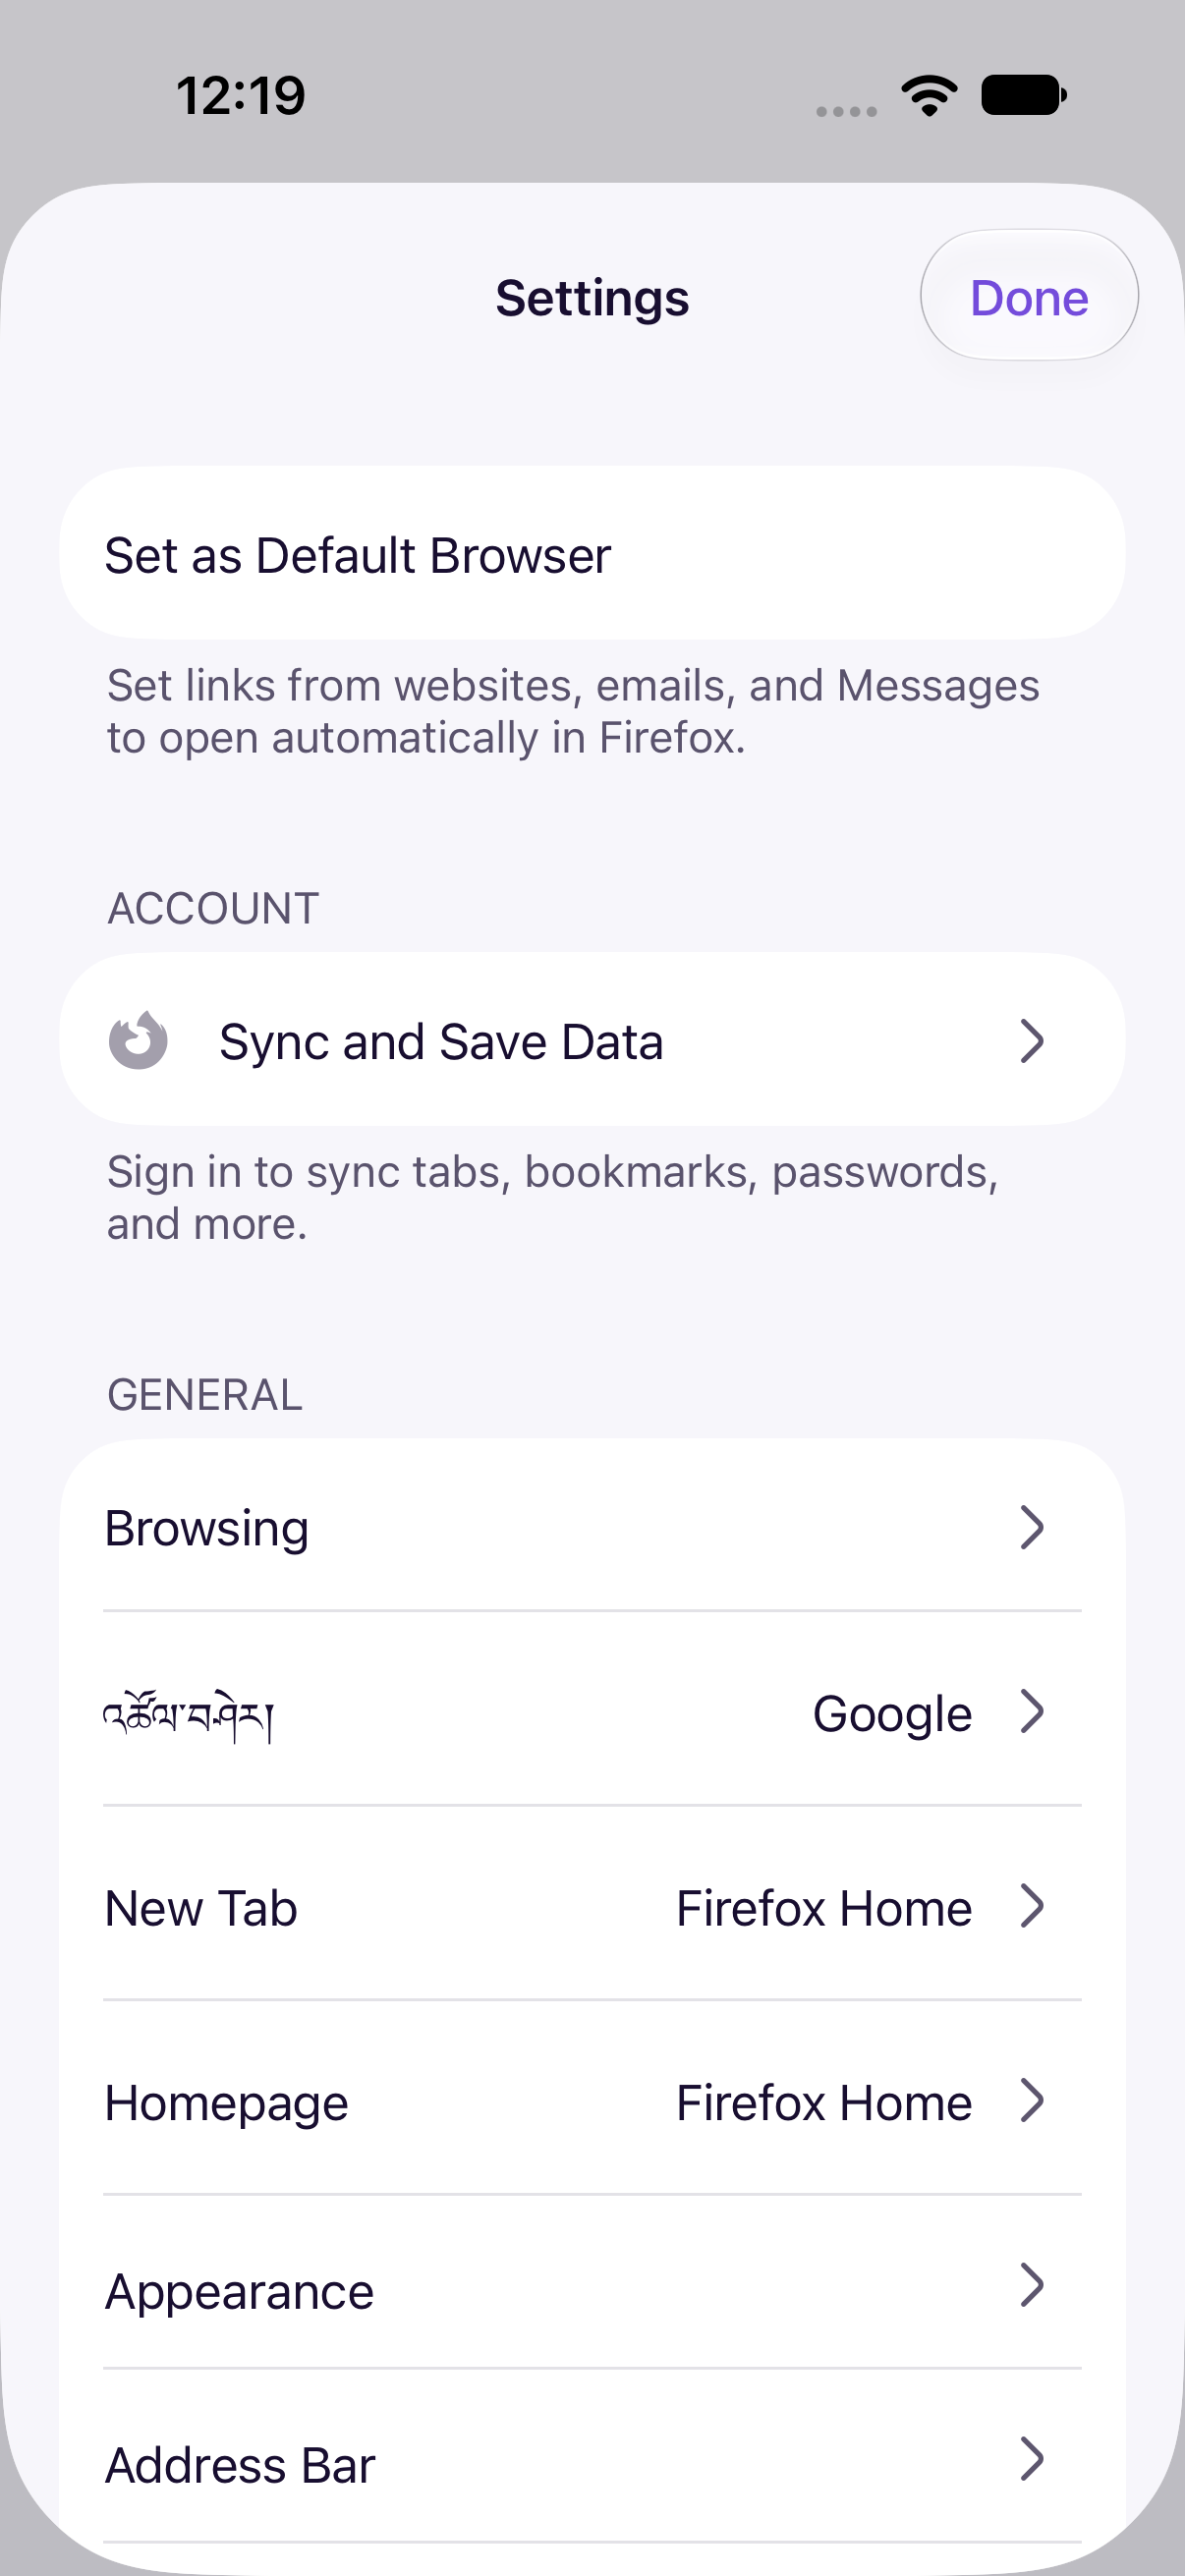 12:19
Settings
Done
Set as Default Browser
Set links from websites, emails, and Messages
to open automatically in Firefox.
ACCOUNT
Sync and Save Data
Sign in to sync tabs, bookmarks, passwords,
and more.
GENERAL
Browsing
འཚོལ་བཤེར། Google
New Tab Firefox Home
Homepage Firefox Home
Appearance
Address Bar